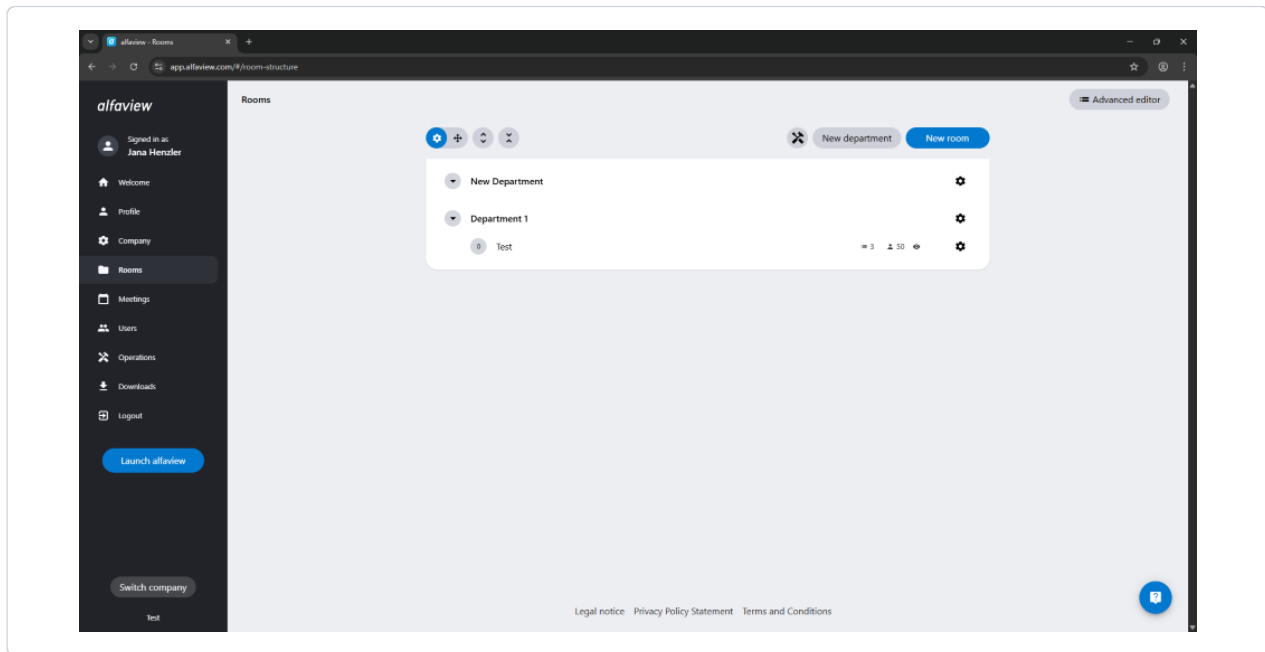 alfaview - Rooms
app.alfaview.com/#/room-structure
alfaview
Signed in as
Jana Henzler
Welcome
Profile
Company
Rooms
Meetings
Users
Operations
Downloads
Logout
Launch alfaview
Switch company
Test
Rooms
Advanced editor
New department
New room
New Department
Department 1
0 Test 3 50
Legal notice Privacy Policy Statement Terms and Conditions